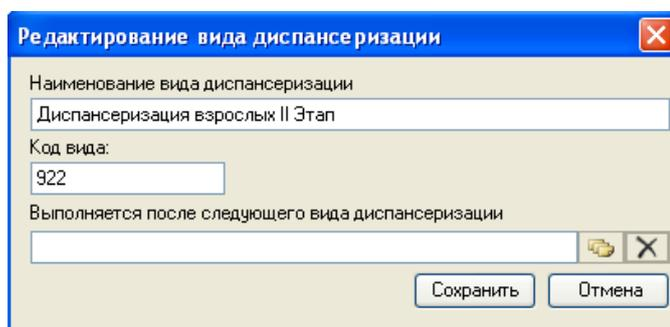 Редактирование вида диспансеризации
Наименование вида диспансеризации
Диспансеризация взрослых II Этап
Код вида:
922
Выполняется после следующего вида диспансеризации
Сохранить Отмена